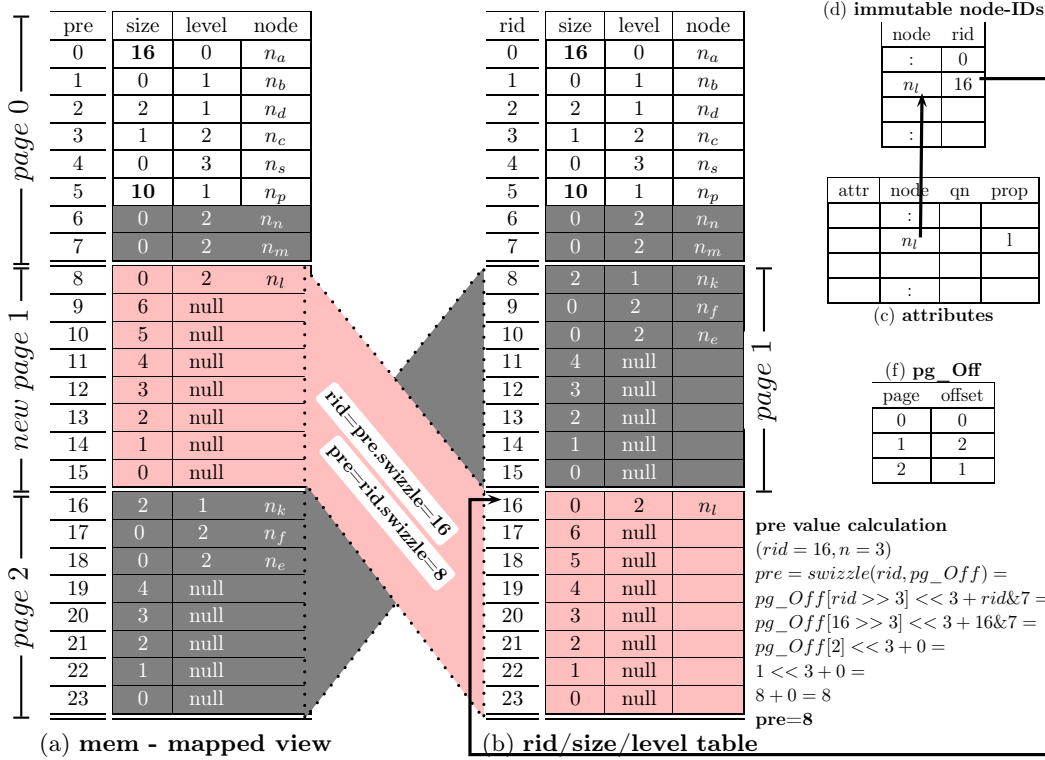 pre size level node
0 16 0 n_a
1 0 1 n_b
2 2 1 n_d
3 1 2 n_c
4 0 3 n_s
5 10 1 n_p
6 0 2 n_n
7 0 2 n_m
8 0 2 n_l
9 6 null
10 5 null
11 4 null
12 3 null
13 2 null
14 1 null
15 0 null
16 2 1 n_k
17 0 2 n_f
18 0 2 n_e
19 4 null
20 3 null
21 2 null
22 1 null
23 0 null
page 0
new page 1
page 2
(a) mem - mapped view
rid=pre.swizzle=16
pre=rid.swizzle=8
rid size level node
0 16 0 n_a
1 0 1 n_b
2 2 1 n_d
3 1 2 n_c
4 0 3 n_s
5 10 1 n_p
6 0 2 n_n
7 0 2 n_m
8 2 1 n_k
9 0 2 n_f
10 0 2 n_e
11 4 null
12 3 null
13 2 null
14 1 null
15 0 null
16 0 2 n_l
17 6 null
18 5 null
19 4 null
20 3 null
21 2 null
22 1 null
23 0 null
page 1
(b) rid/size/level table
(d) immutable node-IDs
node rid
: 0
n_l 16
:
attr node qn prop
:
n_l l
:
(c) attributes
(f) pg_Off
page offset
0 0
1 2
2 1
pre value calculation
(rid = 16, n = 3)
pre = swizzle(rid, pg_Off) =
pg_Off[rid >> 3] << 3 + rid&7 =
pg_Off[16 >> 3] << 3 + 16&7 =
pg_Off[2] << 3 + 0 =
1 << 3 + 0 =
8 + 0 = 8
pre=8